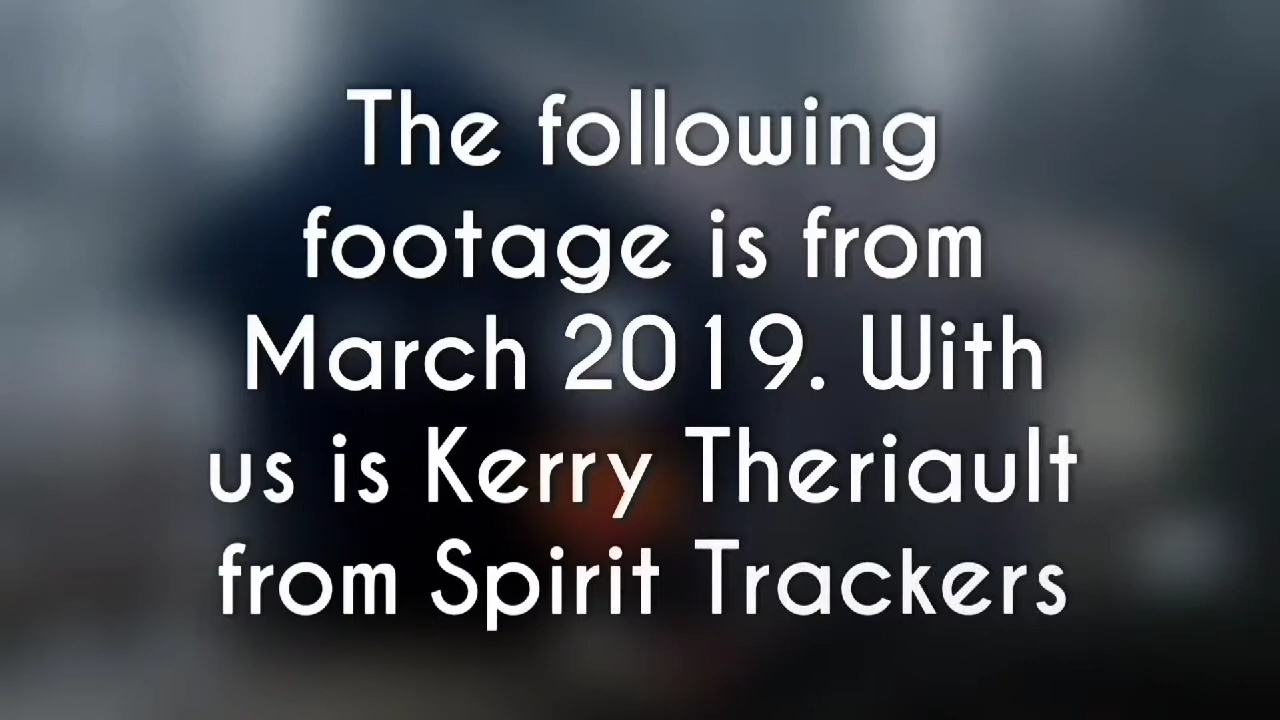 The following
footage is from
March 2019. With
us is Kerry Theriault
from Spirit Trackers